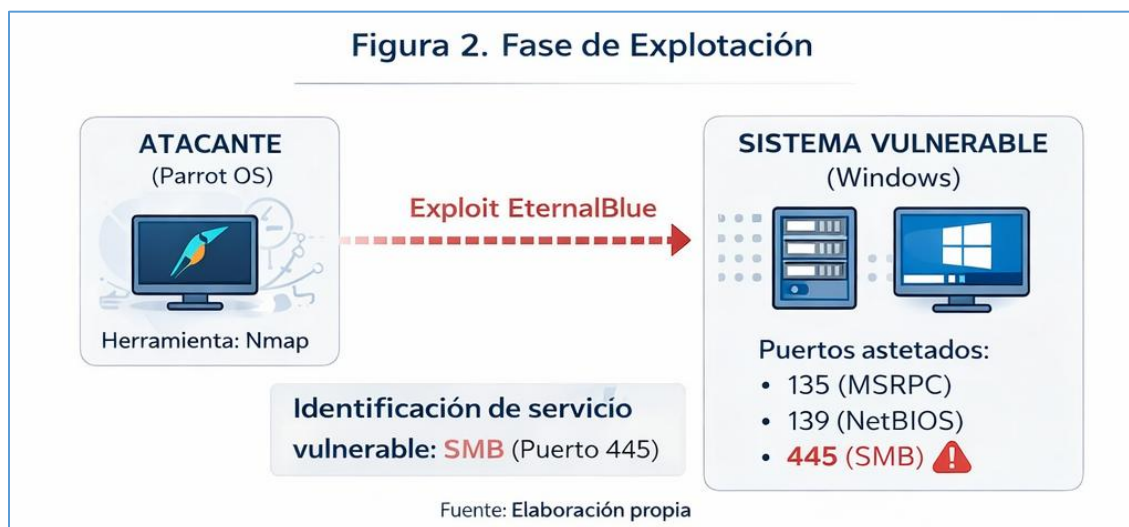 Figura 2. Fase de Explotación
ATACANTE
(Parrot OS)
Herramienta: Nmap
Exploit EternalBlue
Identificación de servicio
vulnerable: SMB (Puerto 445)
SISTEMA VULNERABLE
(Windows)
Puertos astetados:
• 135 (MSRPC)
• 139 (NetBIOS)
• 445 (SMB)
Fuente: Elaboración propia